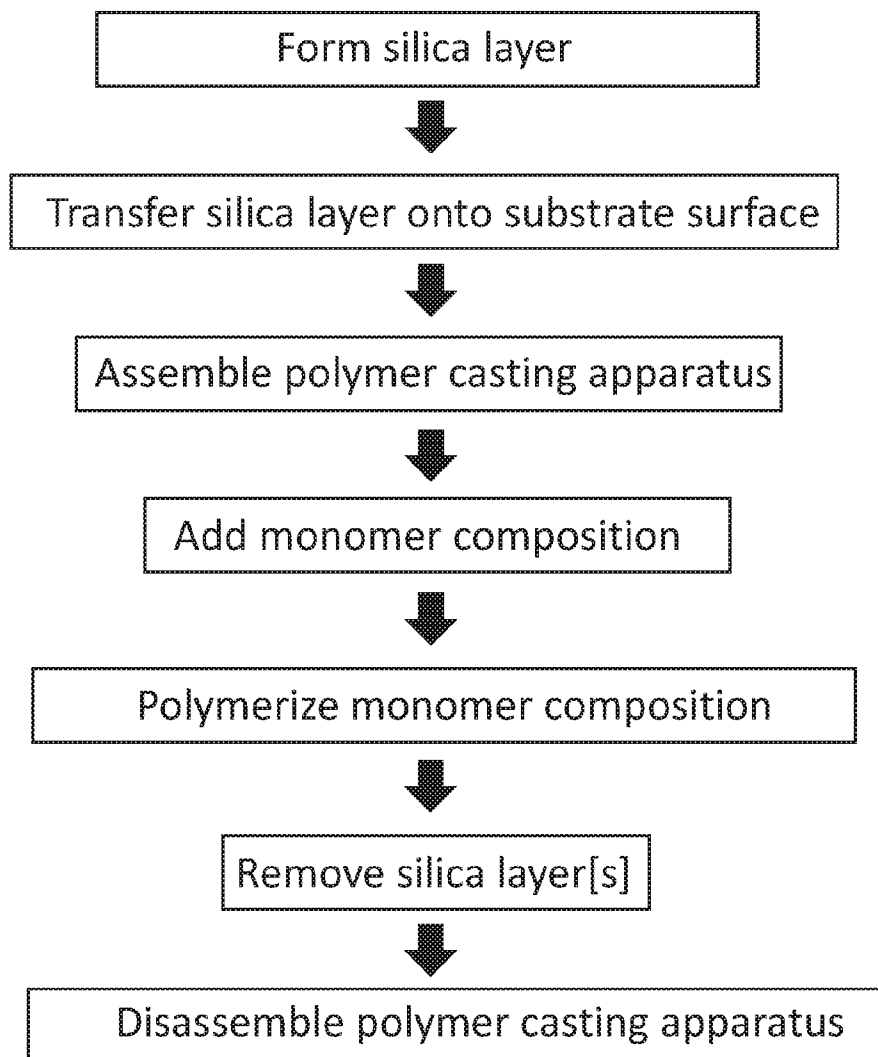 Form silica layer
Transfer silica layer onto substrate surface
Assemble polymer casting apparatus
Add monomer composition
Polymerize monomer composition
Remove silica layer[s]
Disassemble polymer casting apparatus